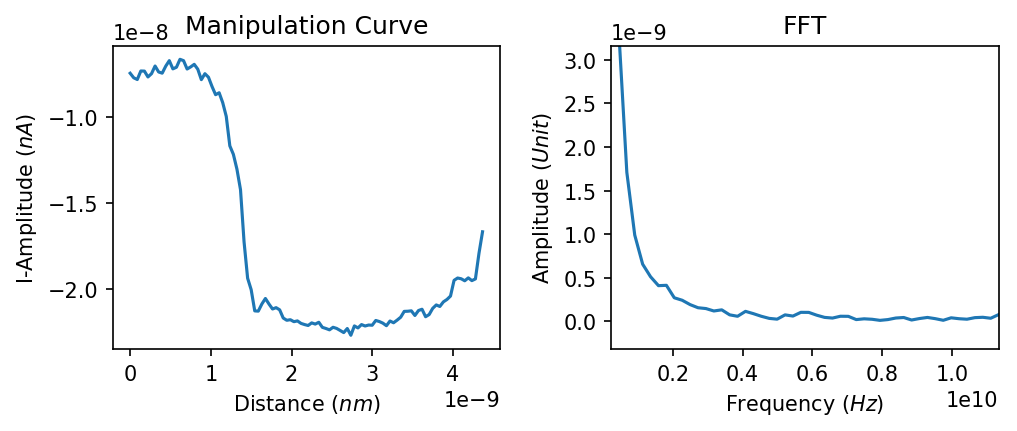 Manipulation Curve
1e−8
−1.0
−1.5
−2.0
I-Amplitude (nA)
0 1 2 3 4
1e−9
Distance (nm)
FFT
1e−9
3.0
2.5
2.0
1.5
1.0
0.5
0.0
Amplitude (Unit)
0.2 0.4 0.6 0.8 1.0
1e10
Frequency (Hz)